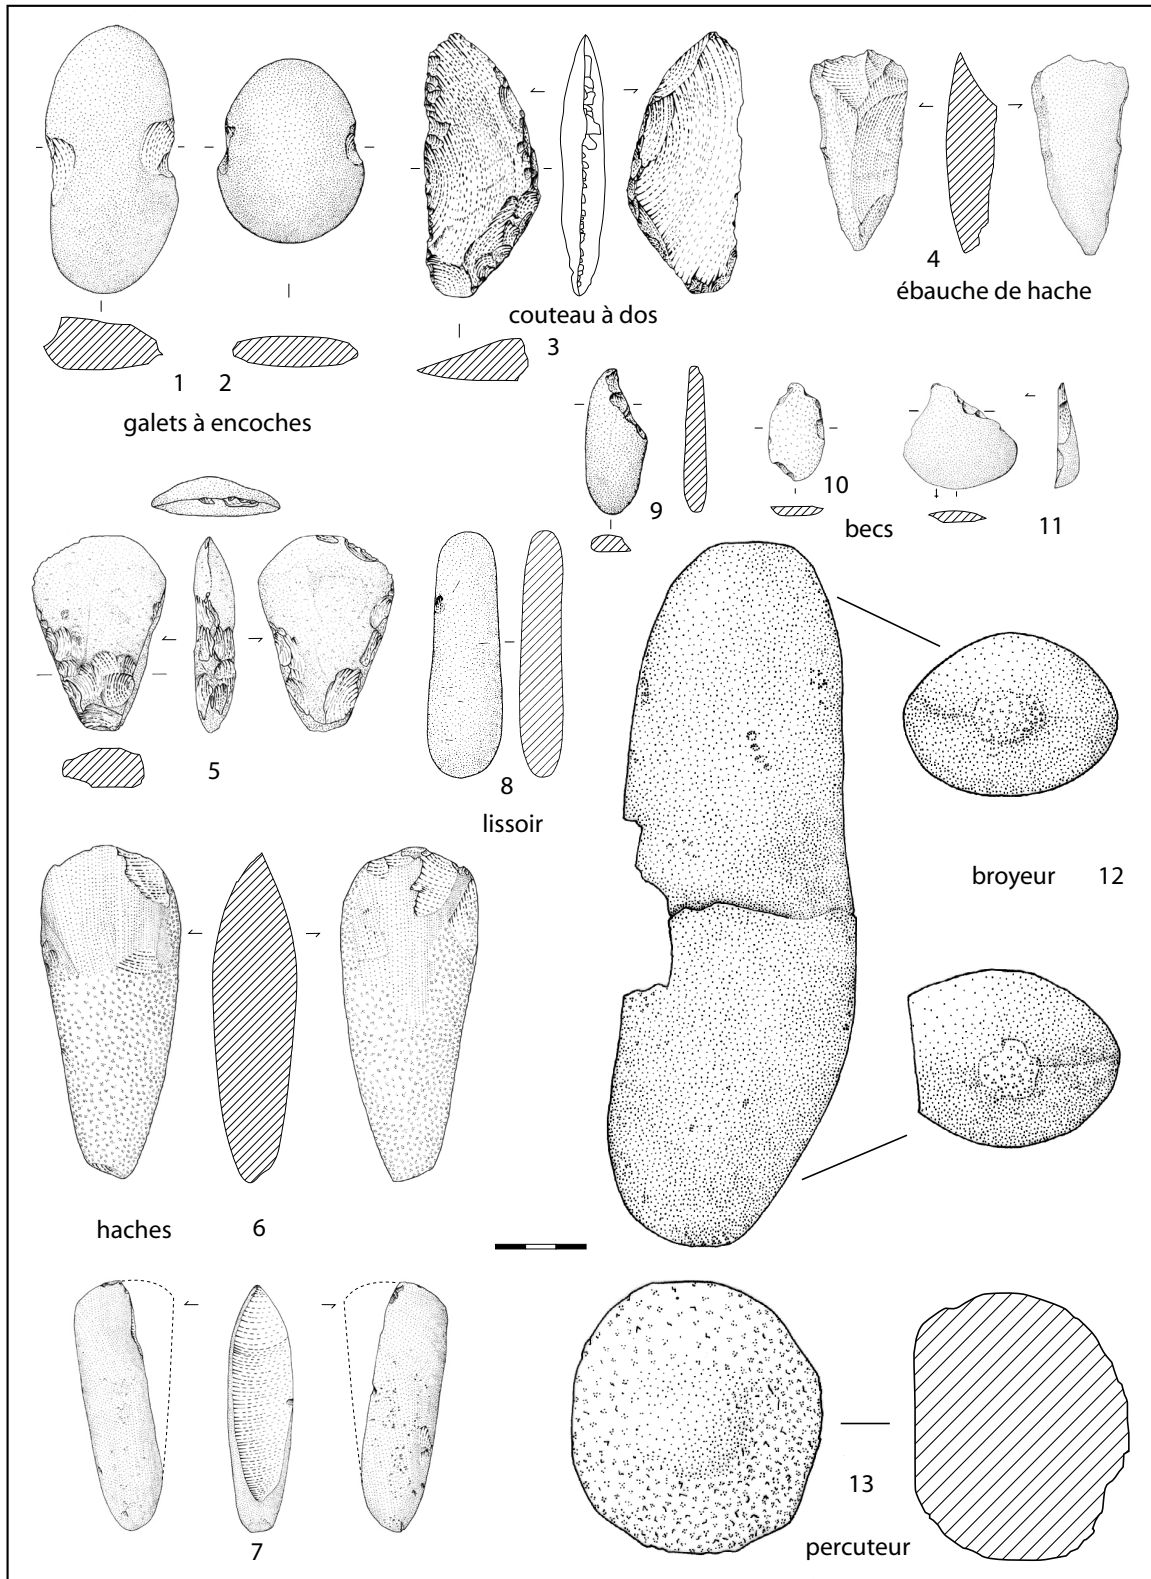 1
2
galets à encoches
couteau à dos
3
4
ébauche de hache
9
10
11
becs
5
8
lissoir
broyeur 12
haches 6
7
13
percuteur